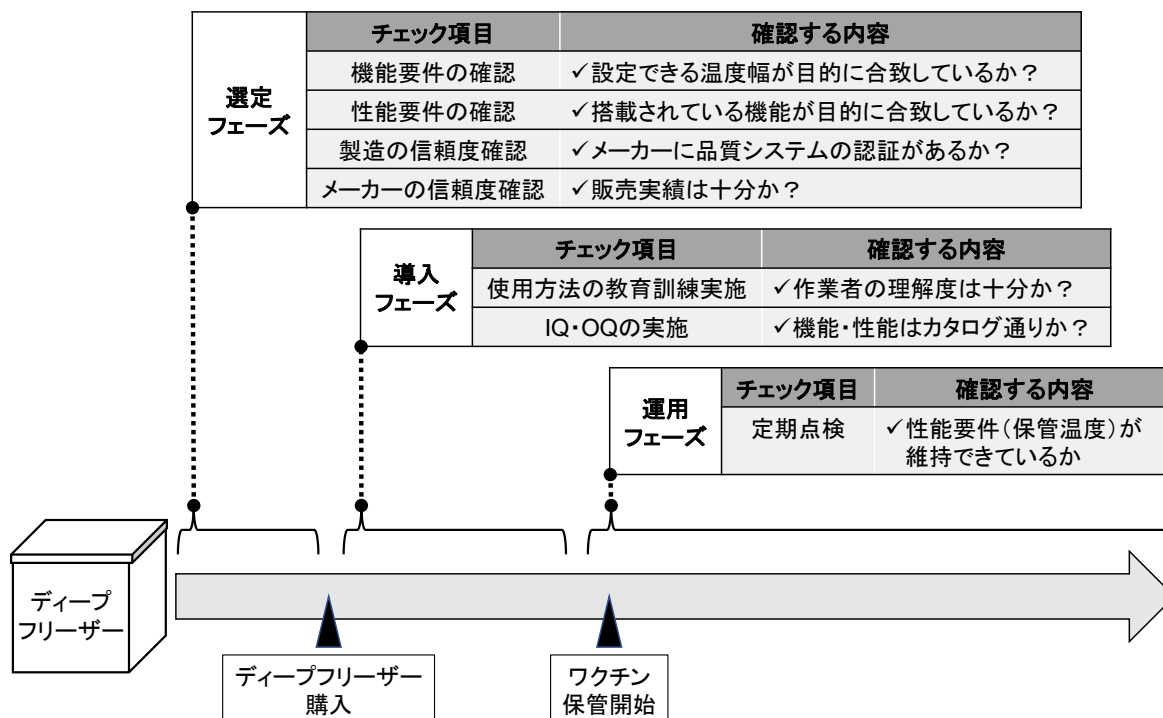 選定
フェーズ
チェック項目 確認する内容
機能要件の確認 ✓設定できる温度幅が目的に合致しているか？
性能要件の確認 ✓搭載されている機能が目的に合致しているか？
製造の信頼度確認 ✓メーカーに品質システムの認証があるか？
メーカーの信頼度確認 ✓販売実績は十分か？
導入
フェーズ
チェック項目 確認する内容
使用方法の教育訓練実施 ✓作業者の理解度は十分か？
IQ・OQの実施 ✓機能・性能はカタログ通りか？
運用
フェーズ
チェック項目 確認する内容
定期点検 ✓性能要件（保管温度）が
維持できているか
ディープ
フリーザー
ディープフリーザー
購入
ワクチン
保管開始